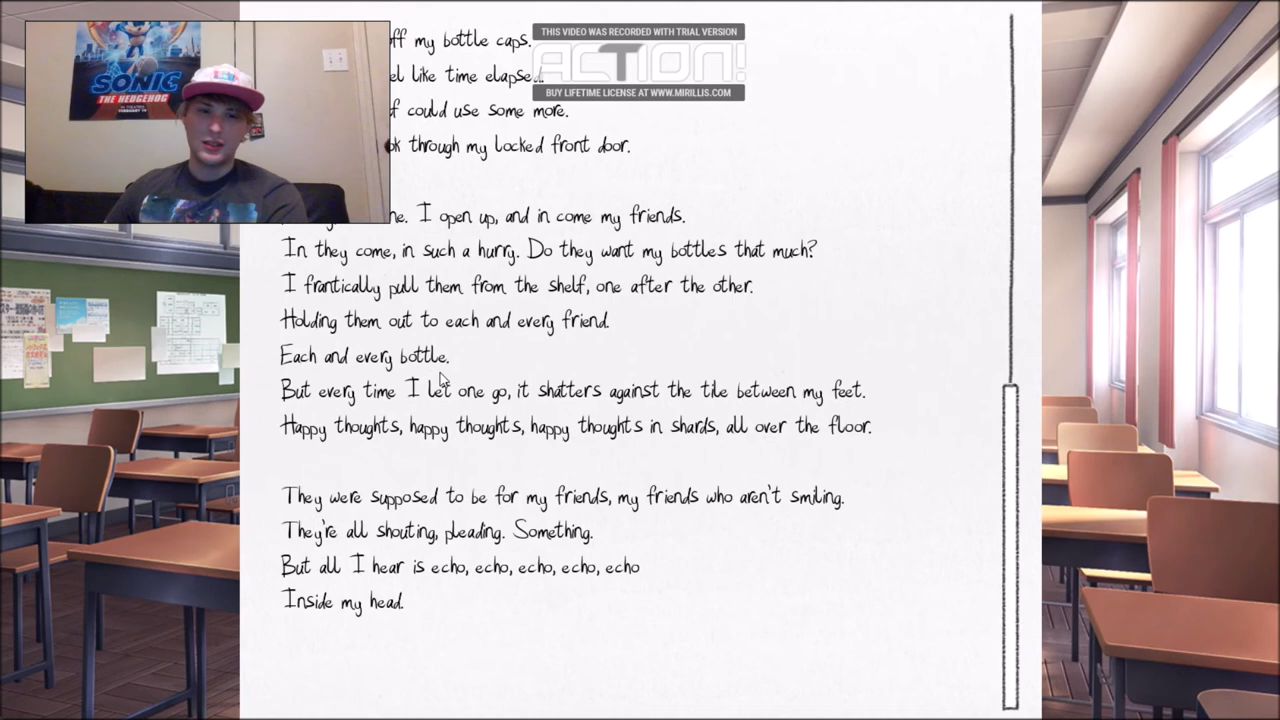 THIS VIDEO WAS RECORDED WITH TRIAL VERSION
ACTION!
BUY LIFETIME LICENSE AT WWW.MIRILLIS.COM
SONIC
THE HEDGEHOG
off my bottle caps.
el like time elapsed.
f could use some more.
ok through my locked front door.
ne. I open up, and in come my friends.
In they come, in such a hurry. Do they want my bottles that much?
I frantically pull them from the shelf, one after the other.
Holding them out to each and every friend.
Each and every bottle.
But every time I let one go, it shatters against the tile between my feet.
Happy thoughts, happy thoughts, happy thoughts in shards, all over the floor.
They were supposed to be for my friends, my friends who aren't smiling.
They're all shouting, pleading. Something.
But all I hear is echo, echo, echo, echo, echo
Inside my head.